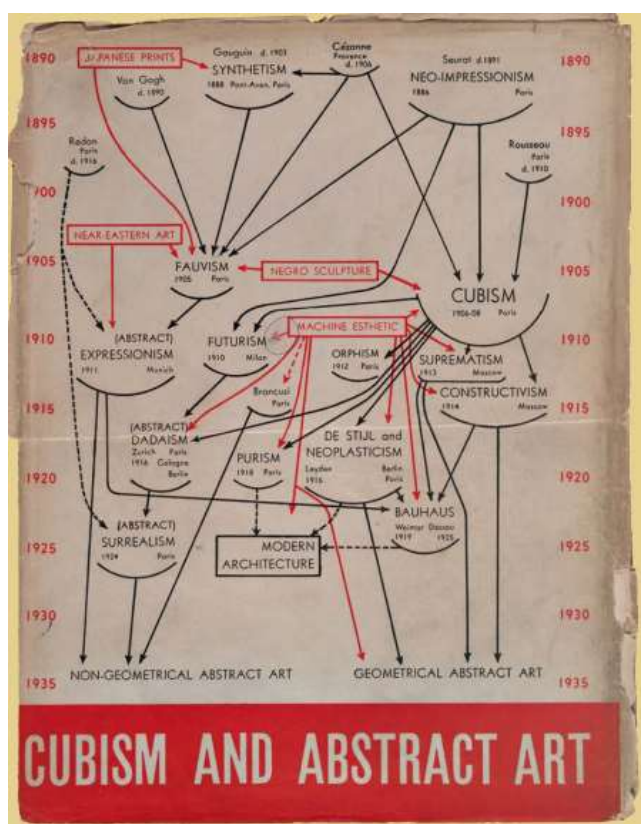 1890
JAPANESE PRINTS
Gauguin d. 1903
SYNTHETISM
1888 Pont-Aven, Paris
Cézanne
Provence
d. 1906
Seurat d. 1891
NEO-IMPRESSIONISM
1886 Paris
1890
Van Gogh
d. 1890
1895
1895
Redon
Paris
d. 1916
Rousseau
Paris
d. 1910
1900
1900
NEAR-EASTERN ART
1905
FAUVISM
1905 Paris
NEGRO SCULPTURE
1905
CUBISM
1906-08 Paris
1910
(ABSTRACT)
EXPRESSIONISM
1911 Munich
FUTURISM
1910 Milan
MACHINE ESTHETIC
ORPHISM
1912 Paris
SUPREMATISM
1913 Moscow
1910
CONSTRUCTIVISM
1914 Moscow
Brancusi
Paris
1915
1915
(ABSTRACT)
DADAISM
Zurich Paris
1916 Cologne
Berlin
PURISM
1918 Paris
DE STIJL and
NEOPLASTICISM
Leyden Berlin
1916 Paris
1920
1920
BAUHAUS
Weimar Dessau
1919 1925
(ABSTRACT)
SURREALISM
1924 Paris
MODERN
ARCHITECTURE
1925
1925
1930
1930
NON-GEOMETRICAL ABSTRACT ART
GEOMETRICAL ABSTRACT ART
1935
1935
CUBISM AND ABSTRACT ART